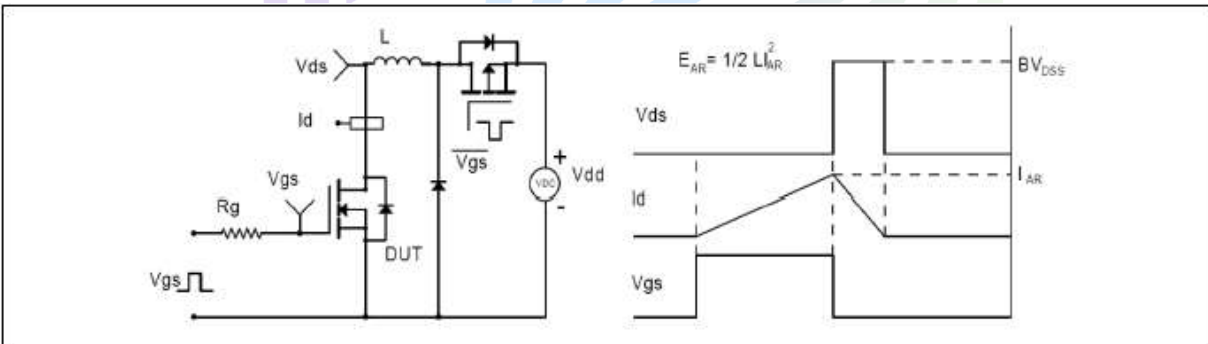 L
Vds
Id
Vgs
Rg
DUT
Vgs
Vgs
+
VDC
Vdd
-
E_AR= 1/2 LI²_AR
BV_DSS
Vds
I_AR
Id
Vgs